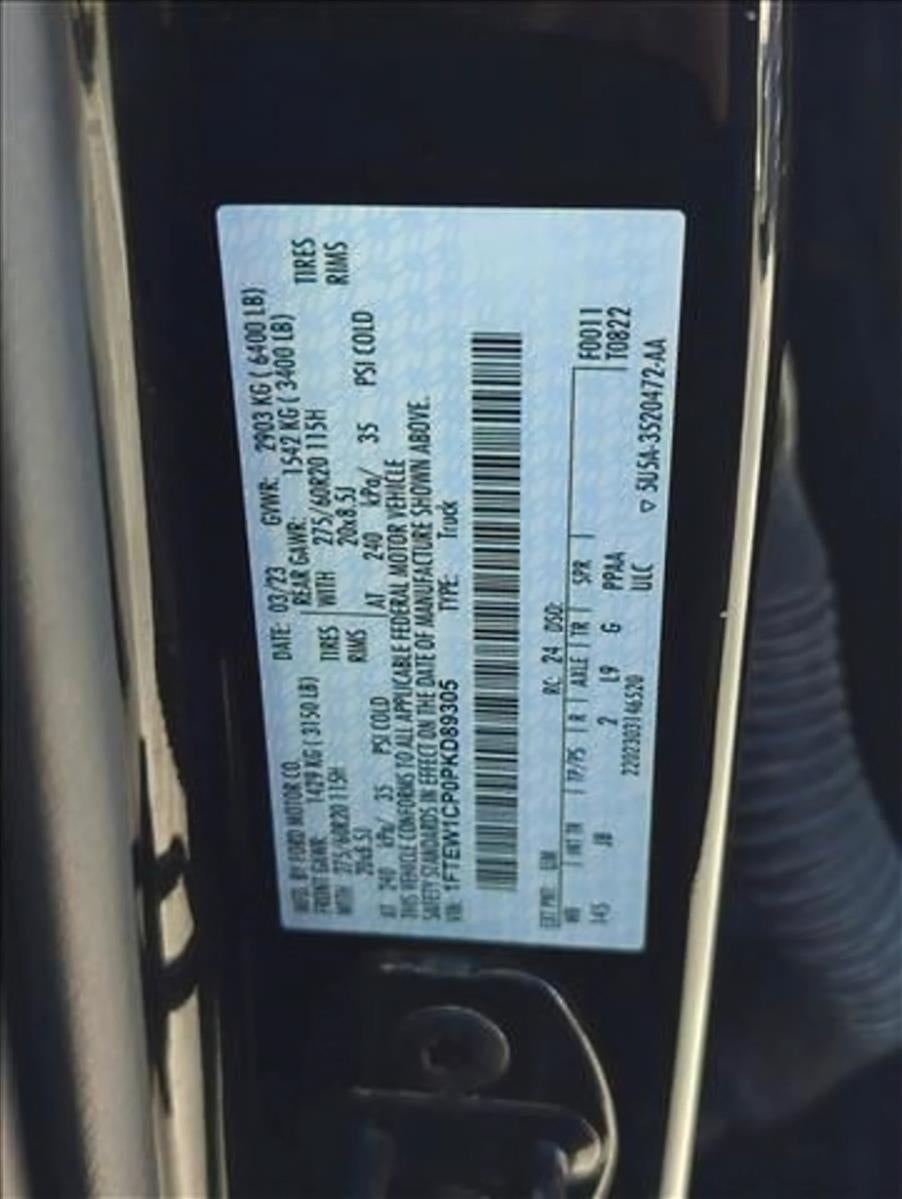 MFD. BY FORD MOTOR CO.
DATE: 03/23 GVWR: 2903 KG ( 6400 LB)
FRONT GAWR: 1429 KG ( 3150 LB) REAR GAWR: 1542 KG ( 3400 LB)
WITH 275/60R20 115H TIRES WITH 275/60R20 115H TIRES
20x8.5J RIMS 20x8.5J RIMS
AT 240 kPa/ 35 PSI COLD AT 240 kPa/ 35 PSI COLD
THIS VEHICLE CONFORMS TO ALL APPLICABLE FEDERAL MOTOR VEHICLE
SAFETY STANDARDS IN EFFECT ON THE DATE OF MANUFACTURE SHOWN ABOVE.
VIN: 1FTEW1CP0PKD89305 TYPE: Truck
EXT PNT: RC: 24 DSO: F0011
WB INT TR TP/PS R AXLE TR SPR T0822
145 JB 2 L9 G PPAA
ULC
2202303146520 ▽ SU5A-3520472-AA